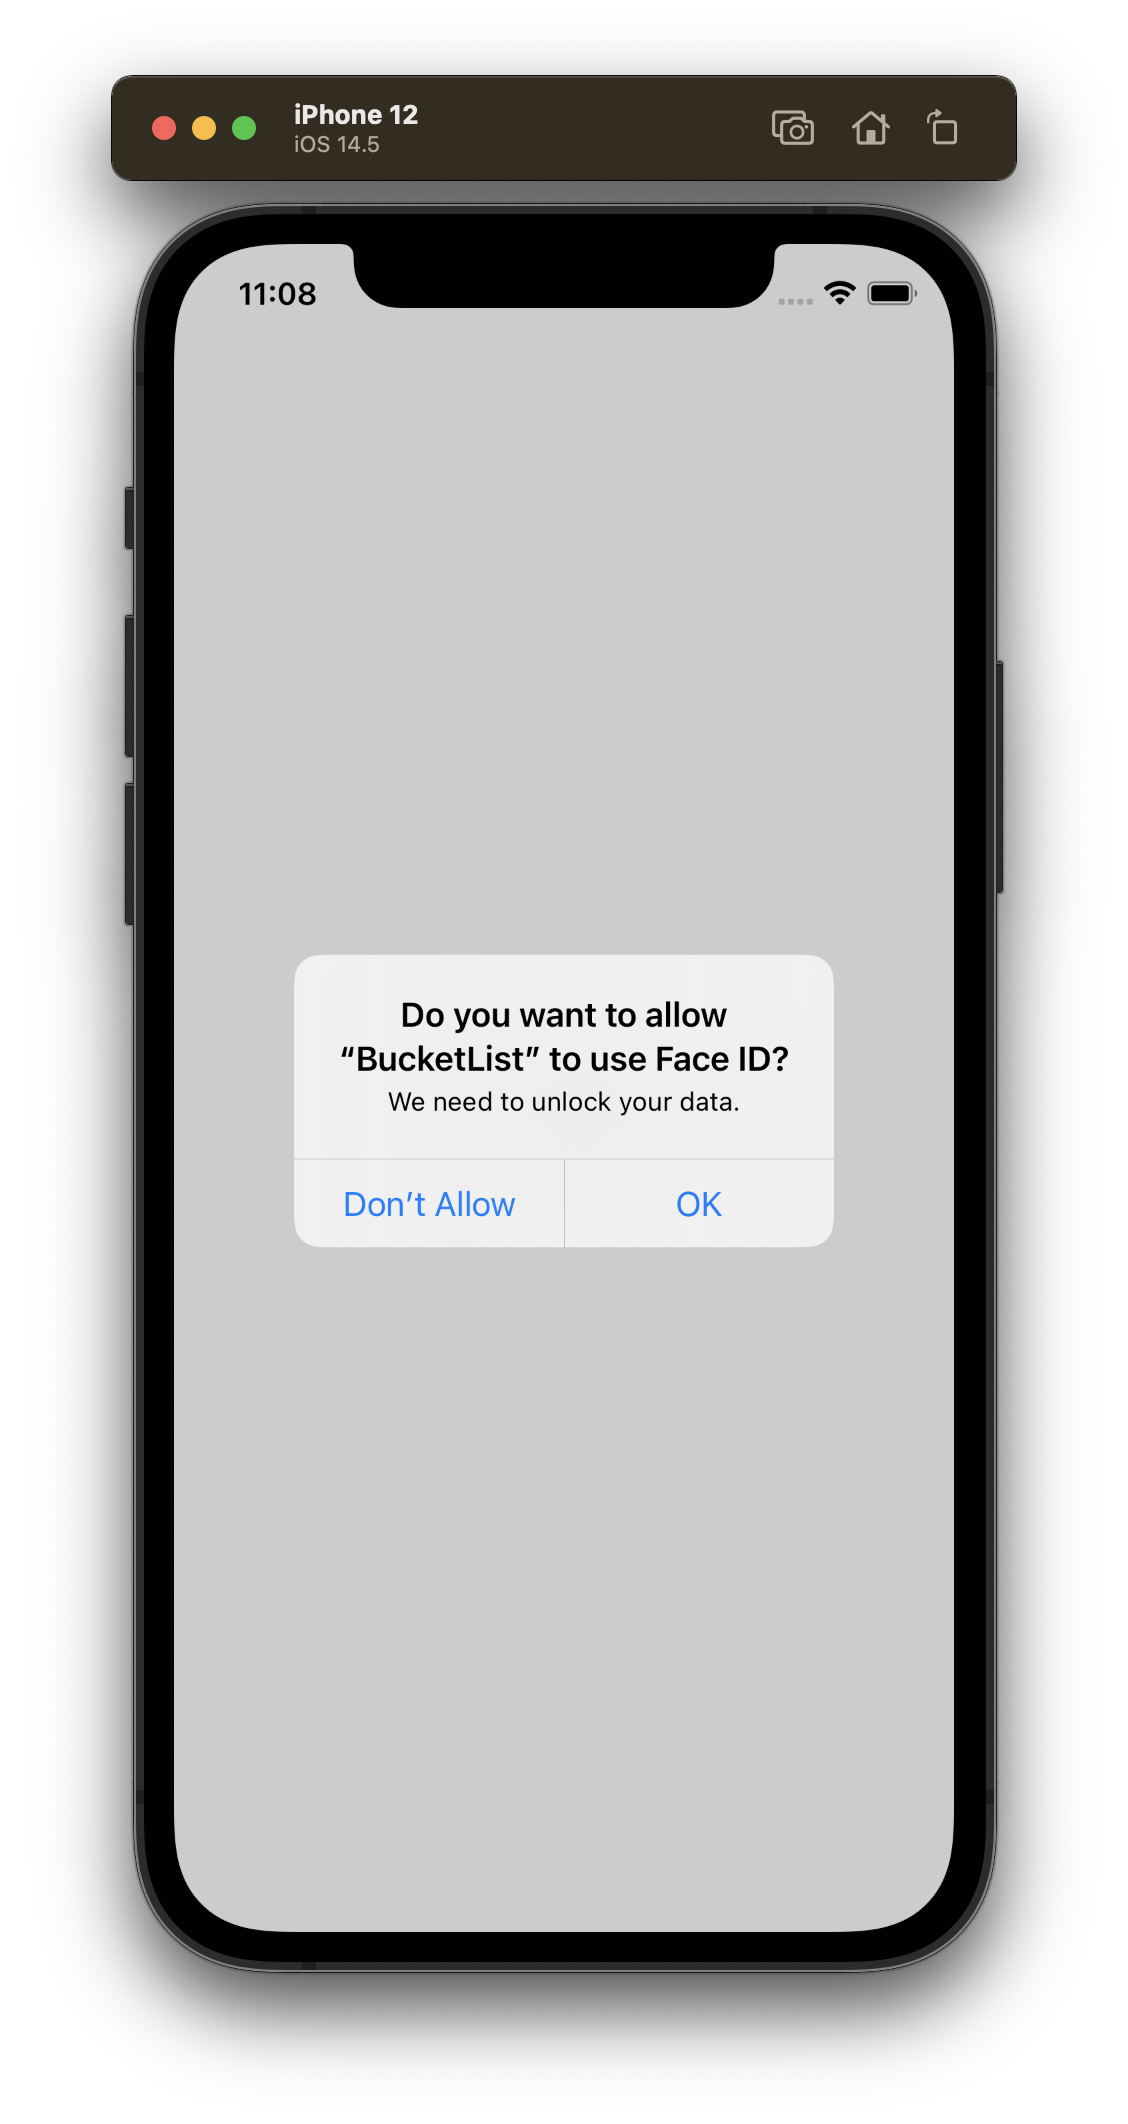 iPhone 12
iOS 14.5
11:08
Do you want to allow
“BucketList” to use Face ID?
We need to unlock your data.
Don’t Allow
OK